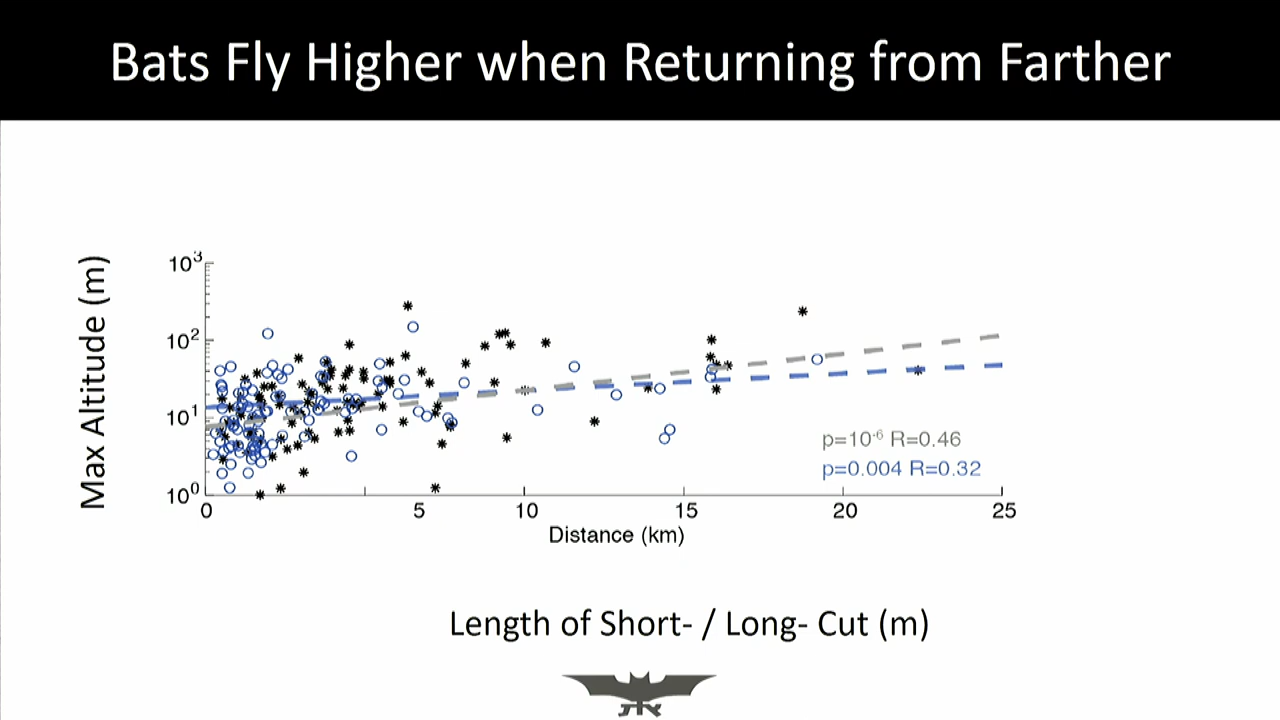 Bats Fly Higher when Returning from Farther
Max Altitude (m)
10³
10²
10¹
10⁰
p=10⁻⁶ R=0.46
p=0.004 R=0.32
0 5 10 15 20 25
Distance (km)
Length of Short- / Long- Cut (m)